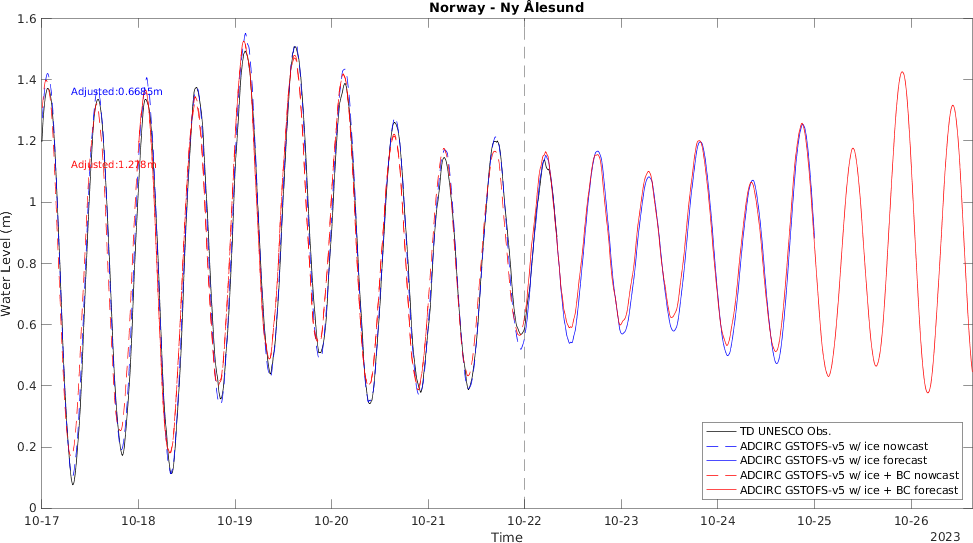 Norway - Ny Ålesund
1.6
1.4
1.2
1
0.8
0.6
0.4
0.2
0
Water Level (m)
Adjusted:0.6685m
Adjusted:1.278m
TD UNESCO Obs.
ADCIRC GSTOFS-v5 w/ ice nowcast
ADCIRC GSTOFS-v5 w/ ice forecast
ADCIRC GSTOFS-v5 w/ ice + BC nowcast
ADCIRC GSTOFS-v5 w/ ice + BC forecast
10-17 10-18 10-19 10-20 10-21 10-22 10-23 10-24 10-25 10-26
Time
2023